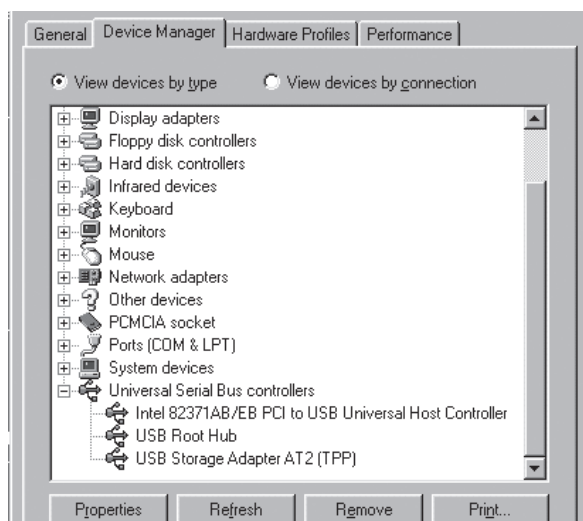 General Device Manager Hardware Profiles Performance
View devices by type View devices by connection
Display adapters
Floppy disk controllers
Hard disk controllers
Infrared devices
Keyboard
Monitors
Mouse
Network adapters
Other devices
PCMCIA socket
Ports (COM & LPT)
System devices
Universal Serial Bus controllers
Intel 82371AB/EB PCI to USB Universal Host Controller
USB Root Hub
USB Storage Adapter AT2 (TPP)
Properties Refresh Remove Print...